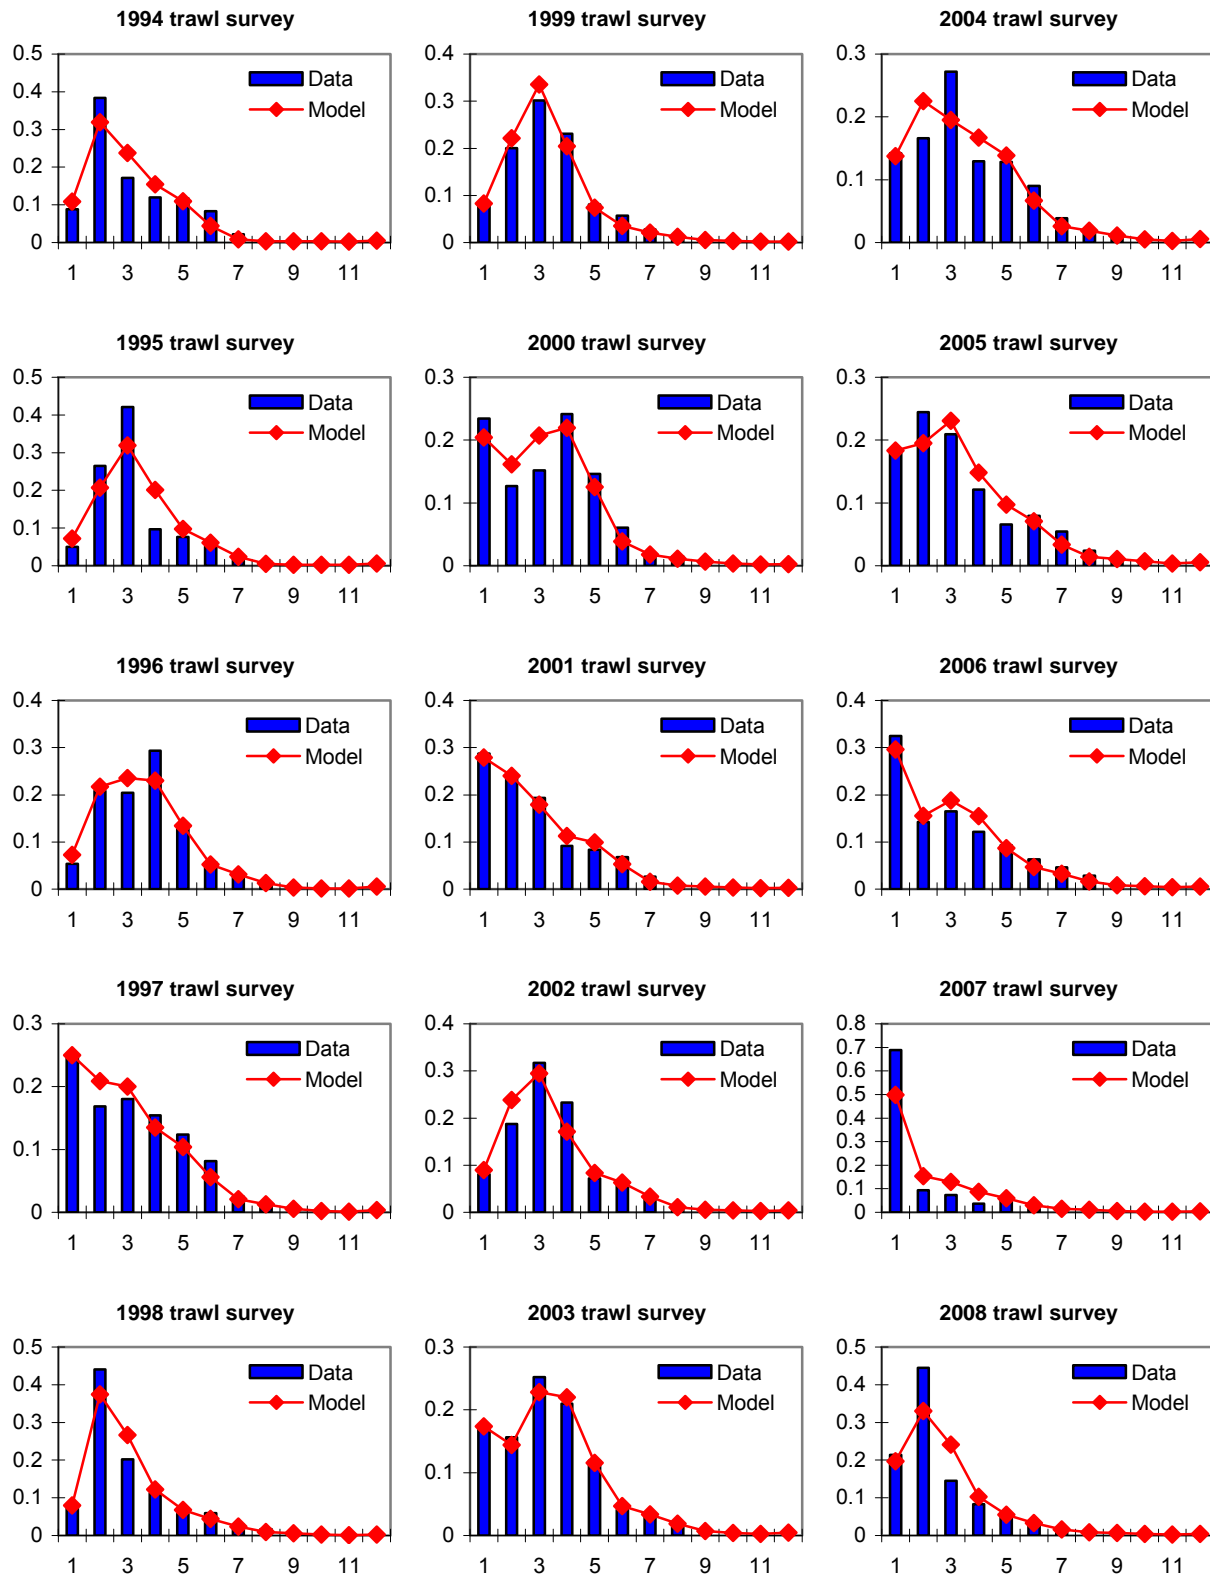 1994 trawl survey
0.5
0.4
0.3
0.2
0.1
0
Data
Model
1 3 5 7 9 11
1999 trawl survey
0.4
0.3
0.2
0.1
0
Data
Model
1 3 5 7 9 11
2004 trawl survey
0.3
0.2
0.1
0
Data
Model
1 3 5 7 9 11
1995 trawl survey
0.5
0.4
0.3
0.2
0.1
0
Data
Model
1 3 5 7 9 11
2000 trawl survey
0.3
0.2
0.1
0
Data
Model
1 3 5 7 9 11
2005 trawl survey
0.3
0.2
0.1
0
Data
Model
1 3 5 7 9 11
1996 trawl survey
0.4
0.3
0.2
0.1
0
Data
Model
1 3 5 7 9 11
2001 trawl survey
0.4
0.3
0.2
0.1
0
Data
Model
1 3 5 7 9 11
2006 trawl survey
0.4
0.3
0.2
0.1
0
Data
Model
1 3 5 7 9 11
1997 trawl survey
0.3
0.2
0.1
0
Data
Model
1 3 5 7 9 11
2002 trawl survey
0.4
0.3
0.2
0.1
0
Data
Model
1 3 5 7 9 11
2007 trawl survey
0.8
0.7
0.6
0.5
0.4
0.3
0.2
0.1
0
Data
Model
1 3 5 7 9 11
1998 trawl survey
0.5
0.4
0.3
0.2
0.1
0
Data
Model
1 3 5 7 9 11
2003 trawl survey
0.3
0.2
0.1
0
Data
Model
1 3 5 7 9 11
2008 trawl survey
0.5
0.4
0.3
0.2
0.1
0
Data
Model
1 3 5 7 9 11